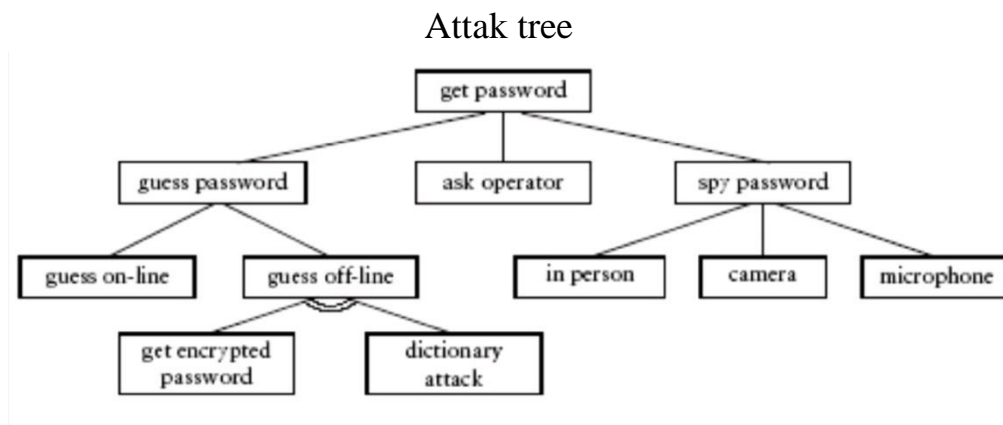 Attak tree
get password
guess password
ask operator
spy password
guess on-line
guess off-line
in person
camera
microphone
get encrypted
password
dictionary
attack